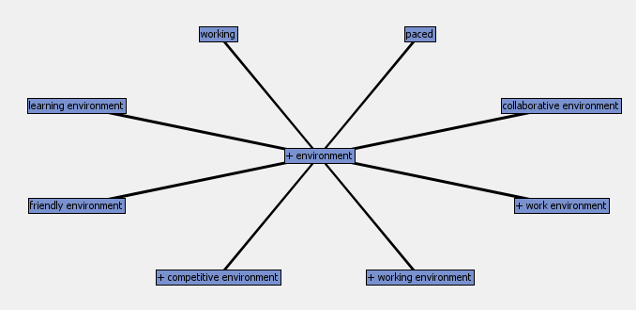 working
paced
learning environment
collaborative environment
+ environment
friendly environment
+ work environment
+ competitive environment
+ working environment